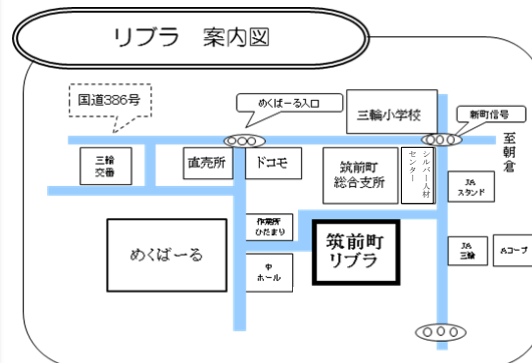 リブラ 案内図
国道386号
めくばーる入口
三輪小学校
新町信号
至朝倉
三輪
交番
直売所
ドコモ
筑前町
総合支所
シルバー人材
センター
JA
スタンド
作業所
ひだまり
めくばーる
中
ホール
筑前町
リブラ
JA
三輪
Aコープ